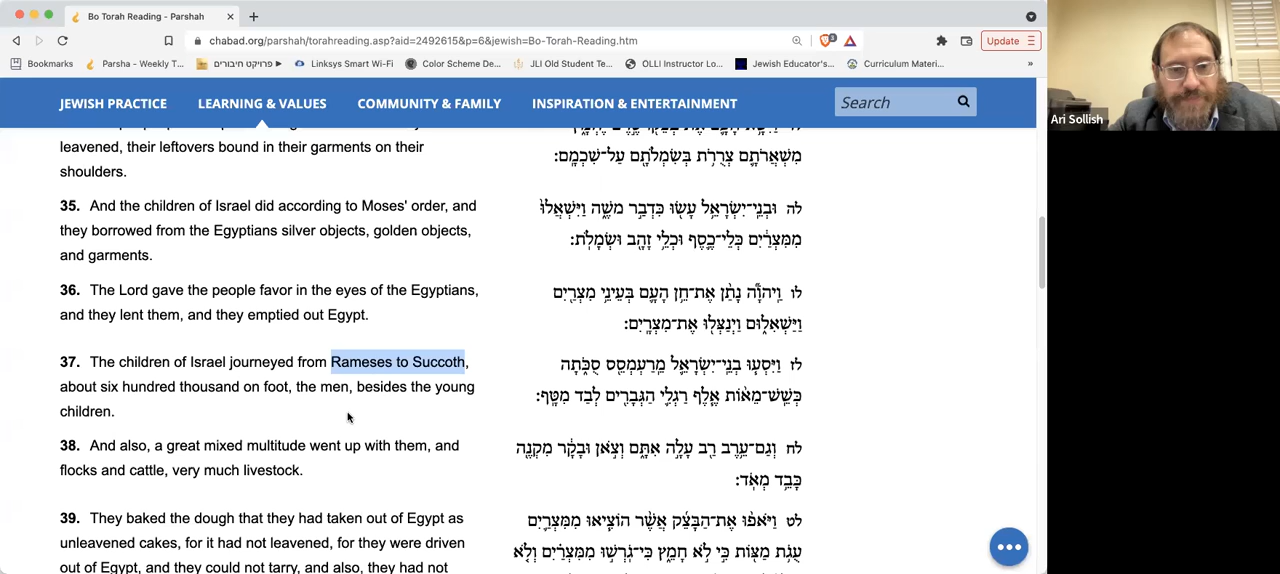 Bo Torah Reading - Parshah
chabad.org/parshah/torahreading.asp?aid=2492615&p=6&jewish=Bo-Torah-Reading.htm
Update
Bookmarks
Parsha - Weekly T...
פרוייקט חיבורים
Linksys Smart Wi-Fi
Color Scheme De...
JLI Old Student Te...
OLLI Instructor Lo...
Jewish Educator's...
Curriculum Materi...
»
JEWISH PRACTICE
LEARNING & VALUES
COMMUNITY & FAMILY
INSPIRATION & ENTERTAINMENT
Search
Ari Sollish
leavened, their leftovers bound in their garments on their
shoulders.
מִשְׁאֲרֹתָ֛ם צְרֻרֹ֥ת בְּשִׂמְלֹתָ֖ם עַל־שִׁכְמָֽם:
35. And the children of Israel did according to Moses' order, and
they borrowed from the Egyptians silver objects, golden objects,
and garments.
לה וּבְנֵֽי־יִשְׂרָאֵ֥ל עָשׂ֖וּ כִּדְבַ֣ר משֶׁ֑ה וַיִּשְׁאֲלוּ֙
מִמִּצְרַ֔יִם כְּלֵי־כֶ֛סֶף וּכְלֵ֥י זָהָ֖ב וּשְׂמָלֹֽת:
36. The Lord gave the people favor in the eyes of the Egyptians,
and they lent them, and they emptied out Egypt.
לו וַֽיהֹוָ֞ה נָתַ֨ן אֶת־חֵ֥ן הָעָ֛ם בְּעֵינֵ֥י מִצְרַ֖יִם
וַיַּשְׁאִל֑וּם וַֽיְנַצְּל֖וּ אֶת־מִצְרָֽיִם:
37. The children of Israel journeyed from Rameses to Succoth,
about six hundred thousand on foot, the men, besides the young
children.
לז וַיִּסְע֧וּ בְנֵֽי־יִשְׂרָאֵ֛ל מֵֽרַעְמְסֵ֖ס סֻכֹּ֑תָה
כְּשֵֽׁשׁ־מֵא֨וֹת אֶ֧לֶף רַגְלִ֛י הַגְּבָרִ֖ים לְבַ֥ד מִטָּֽף:
38. And also, a great mixed multitude went up with them, and
flocks and cattle, very much livestock.
לח וְגַם־עֵ֥רֶב רַ֖ב עָלָ֣ה אִתָּ֑ם וְצֹ֣אן וּבָקָ֔ר מִקְנֶ֖ה
כָּבֵ֥ד מְאֹֽד:
39. They baked the dough that they had taken out of Egypt as
unleavened cakes, for it had not leavened, for they were driven
out of Egypt, and they could not tarry, and also, they had not
לט וַיֹּאפ֨וּ אֶת־הַבָּצֵ֜ק אֲשֶׁ֨ר הוֹצִ֧יאוּ מִמִּצְרַ֛יִם
עֻגֹ֥ת מַצּ֖וֹת כִּ֣י לֹ֣א חָמֵ֑ץ כִּי־גֹֽרְשׁ֣וּ מִמִּצְרַ֗יִם וְלֹ֤א